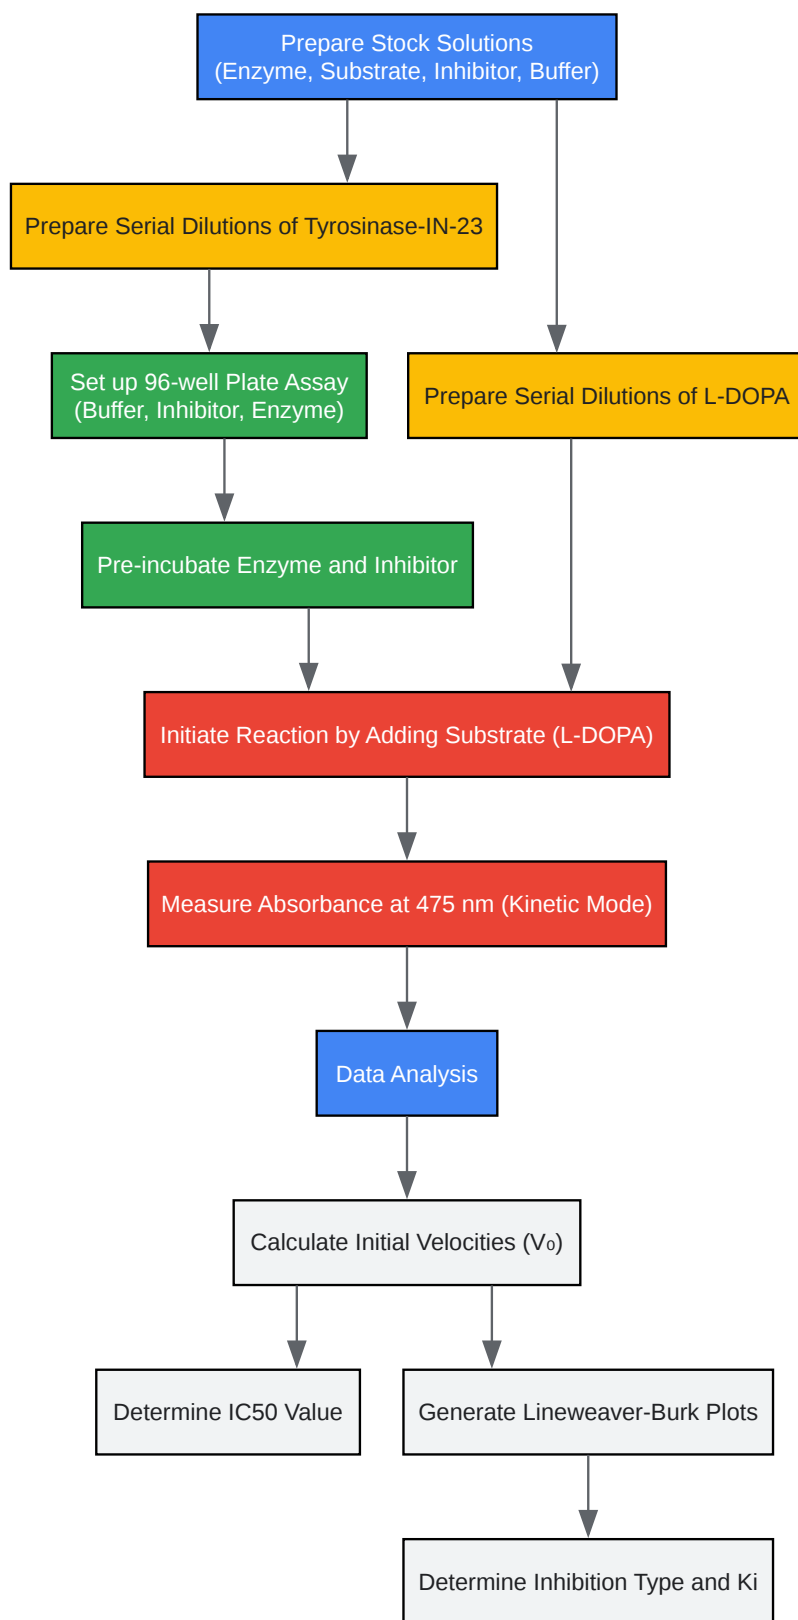 Prepare Stock Solutions
(Enzyme, Substrate, Inhibitor, Buffer)
Prepare Serial Dilutions of Tyrosinase-IN-23
Set up 96-well Plate Assay
(Buffer, Inhibitor, Enzyme)
Prepare Serial Dilutions of L-DOPA
Pre-incubate Enzyme and Inhibitor
Initiate Reaction by Adding Substrate (L-DOPA)
Measure Absorbance at 475 nm (Kinetic Mode)
Data Analysis
Calculate Initial Velocities (V₀)
Determine IC50 Value
Generate Lineweaver-Burk Plots
Determine Inhibition Type and Ki